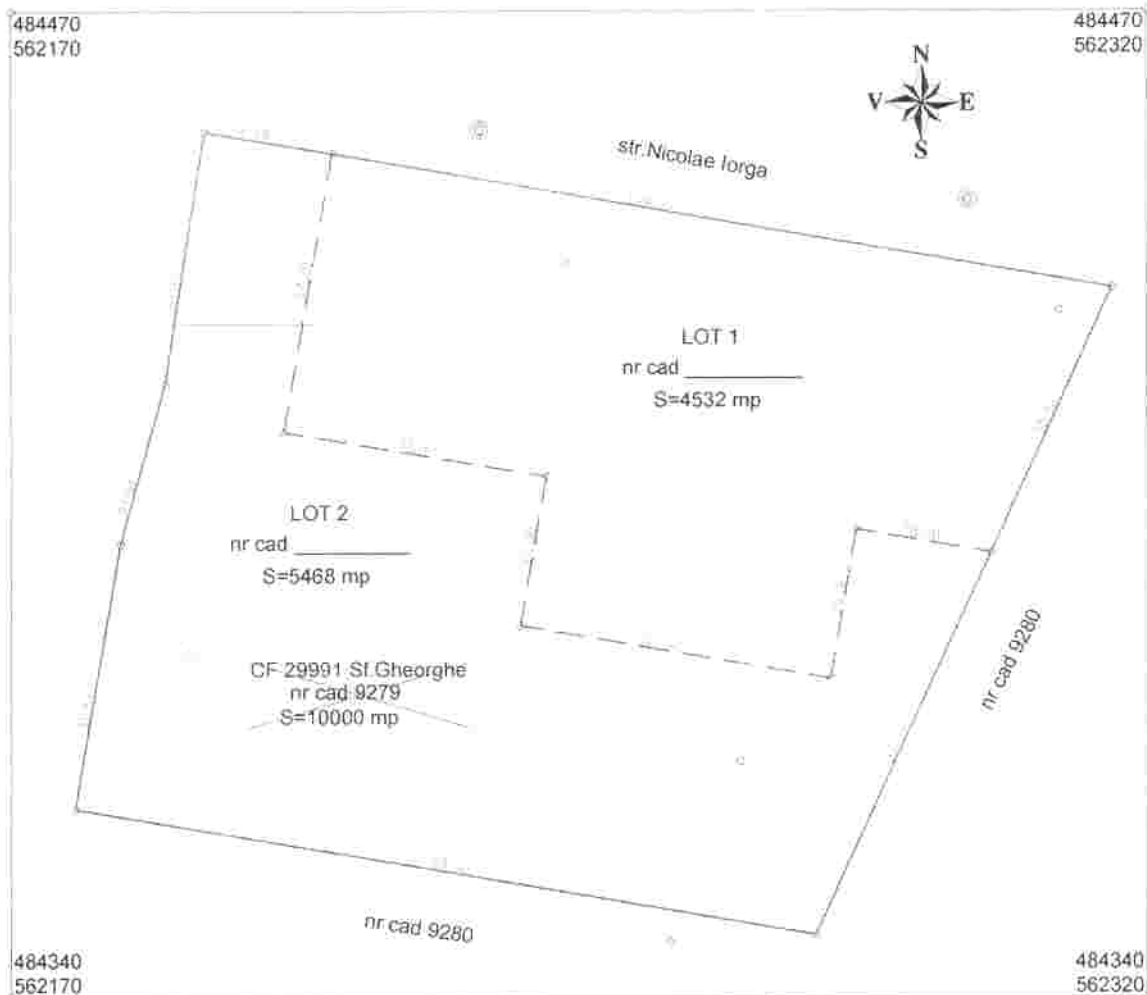 484470
562170
484470
562320
N
V E
S
str.Nicolae Iorga
LOT 1
nr cad
S=4532 mp
LOT 2
nr cad
S=5468 mp
CF 29991 Sf.Gheorghe
nr cad 9279
S=10000 mp
nr cad 9280
nr cad 9280
484340
562170
484340
562320